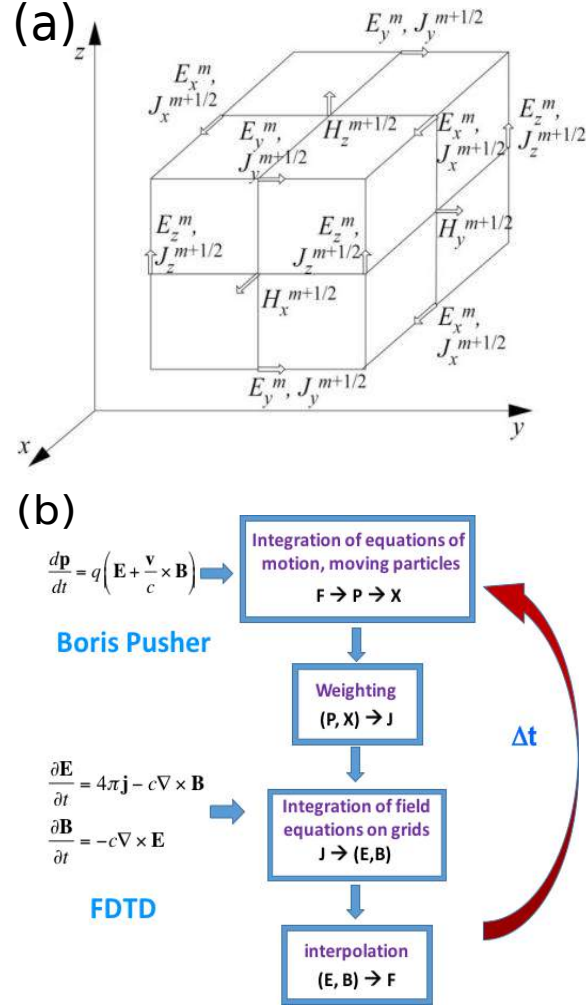 (a)
z
E_y^m, J_y^{m+1/2}
E_x^m,
J_x^{m+1/2}
E_y^m,
J_y^{m+1/2}
H_z^{m+1/2}
E_x^m,
J_x^{m+1/2}
E_z^m,
J_z^{m+1/2}
E_z^m,
J_z^{m+1/2}
E_z^m,
J_z^{m+1/2}
H_y^{m+1/2}
H_x^{m+1/2}
E_x^m,
J_x^{m+1/2}
E_y^m, J_y^{m+1/2}
x
y
(b)
Integration of equations of
motion, moving particles
F → P → X
dp/dt = q(E + v/c × B)
Boris Pusher
Weighting
(P, X) → J
Δt
∂E/∂t = 4πj − c∇ × B
∂B/∂t = −c∇ × E
FDTD
Integration of field
equations on grids
J → (E,B)
interpolation
(E, B) → F